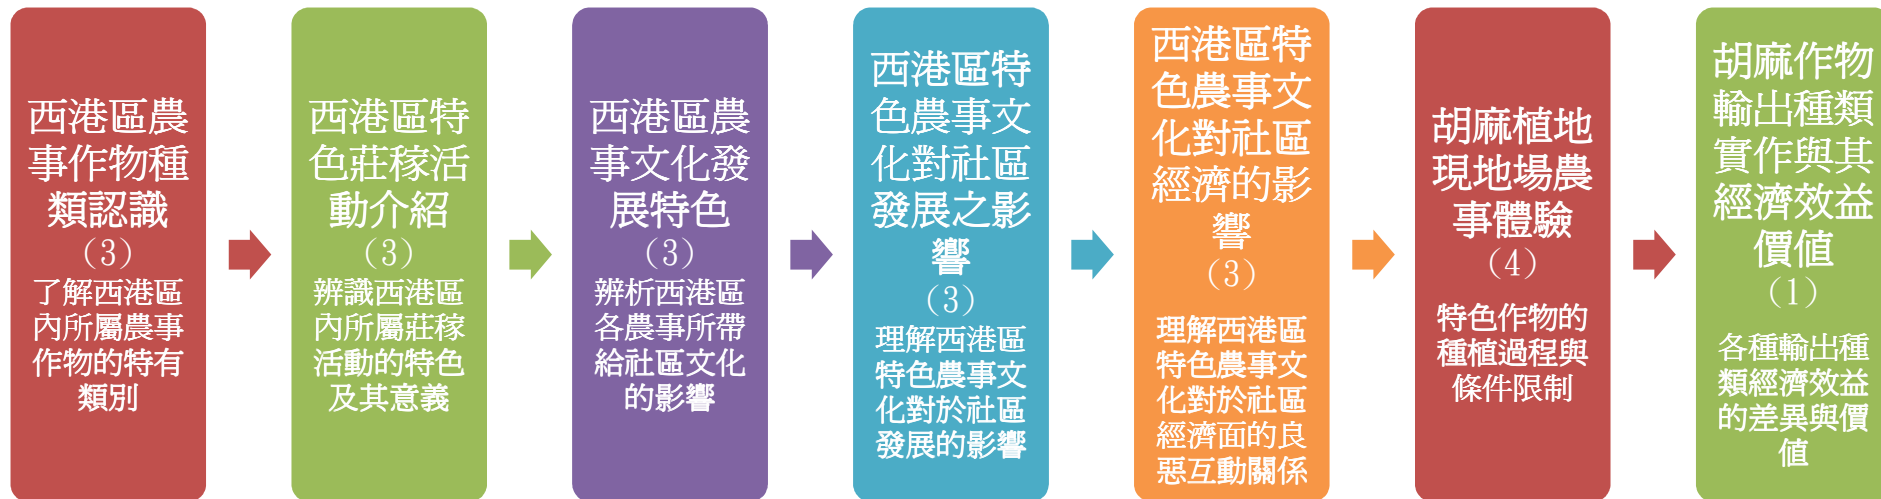 西港區農
事作物種
類認識
(3)
了解西港區
內所屬農事
作物的特有
類別
西港區特
色莊稼活
動介紹
(3)
辨識西港區
內所屬莊稼
活動的特色
及其意義
西港區農
事文化發
展特色
(3)
辨析西港區
各農事所帶
給社區文化
的影響
西港區特
色農事文
化對社區
發展之影
響
(3)
理解西港區
特色農事文
化對於社區
發展的影響
西港區特
色農事文
化對社區
經濟的影
響
(3)
理解西港區
特色農事文
化對於社區
經濟面的良
惡互動關係
胡麻植地
現地場農
事體驗
(4)
特色作物的
種植過程與
條件限制
胡麻作物
輸出種類
實作與其
經濟效益
價值
(1)
各種輸出種
類經濟效益
的差異與價
值